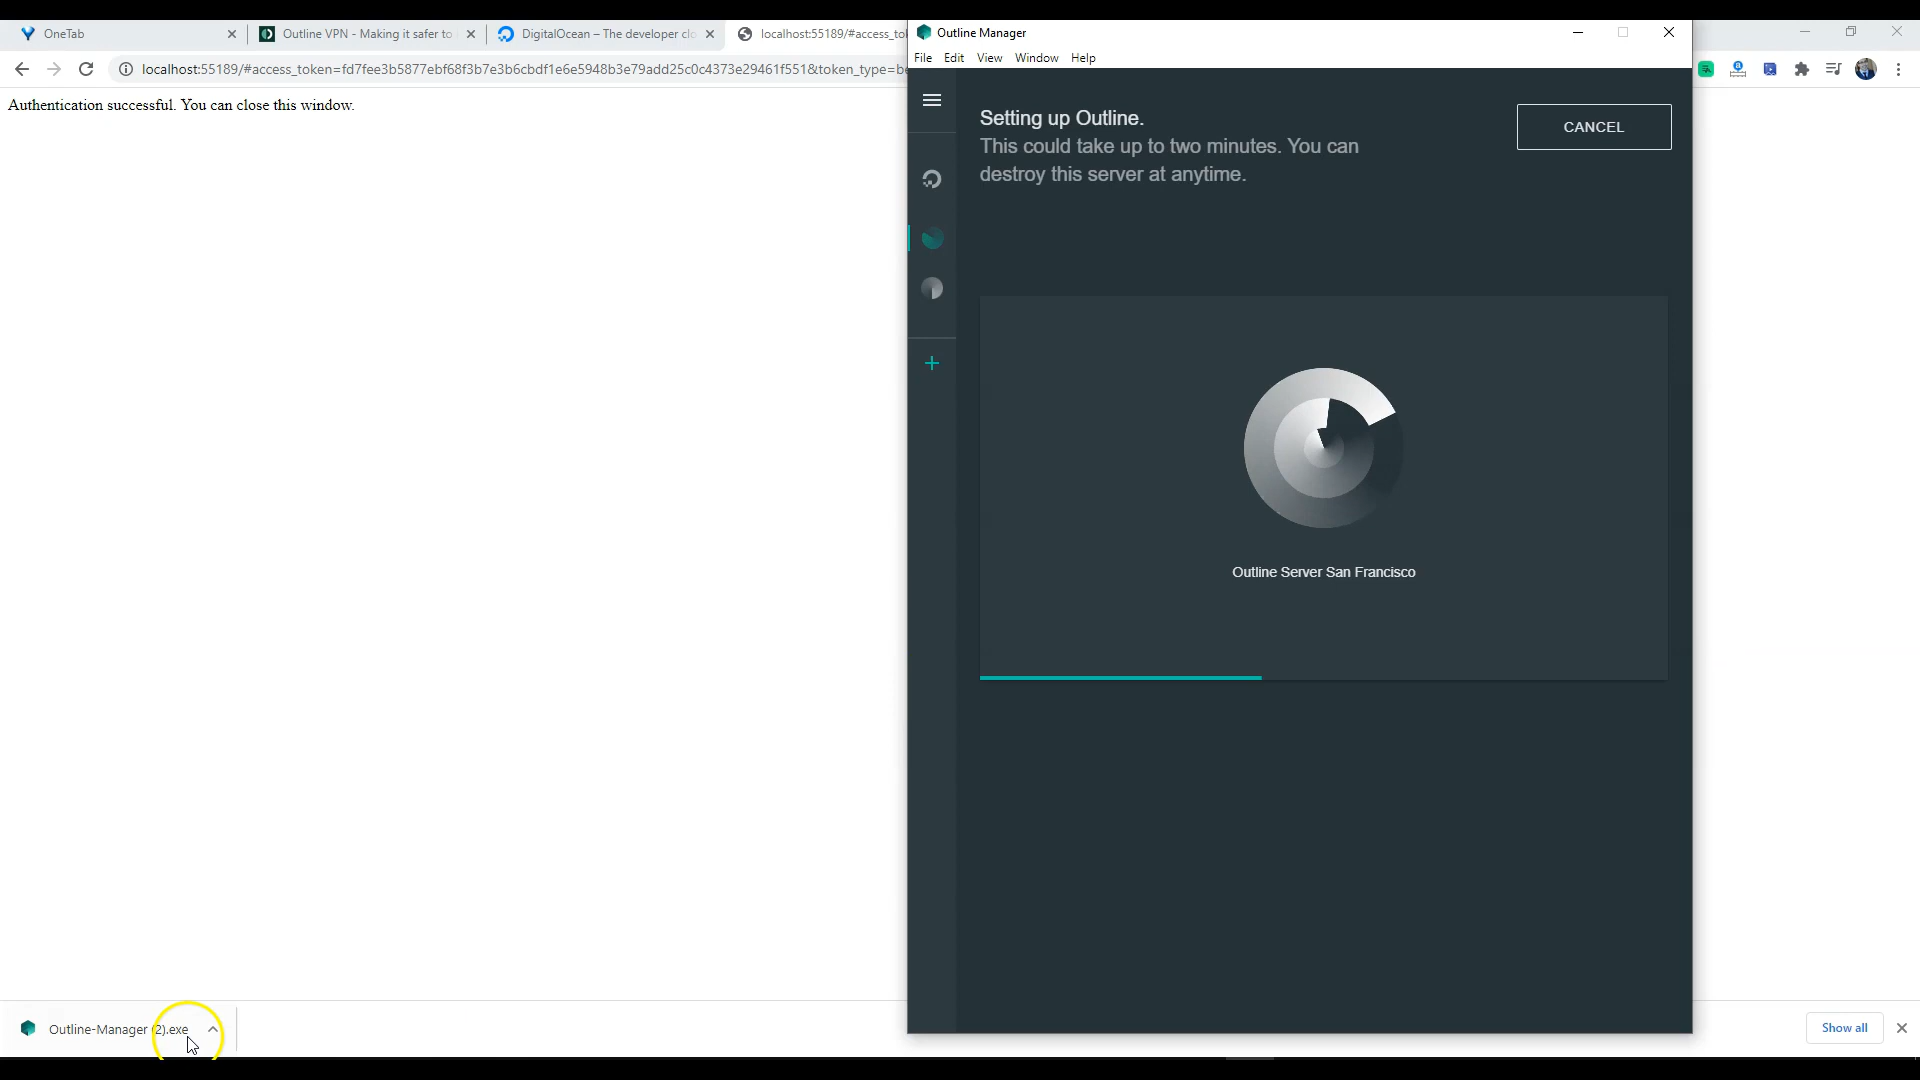 OneTab
Outline VPN - Making it safer to
DigitalOcean – The developer clo
localhost:55189/#access_tok
localhost:55189/#access_token=fd7fee3b5877ebf68f3b7e3b6cbdf1e6e5948b3e79add25c0c4373e29461f551&token_type=be
Authentication successful. You can close this window.
Outline Manager
File Edit View Window Help
Setting up Outline.
This could take up to two minutes. You can
destroy this server at anytime.
CANCEL
Outline Server San Francisco
Outline-Manager (2).exe
Show all